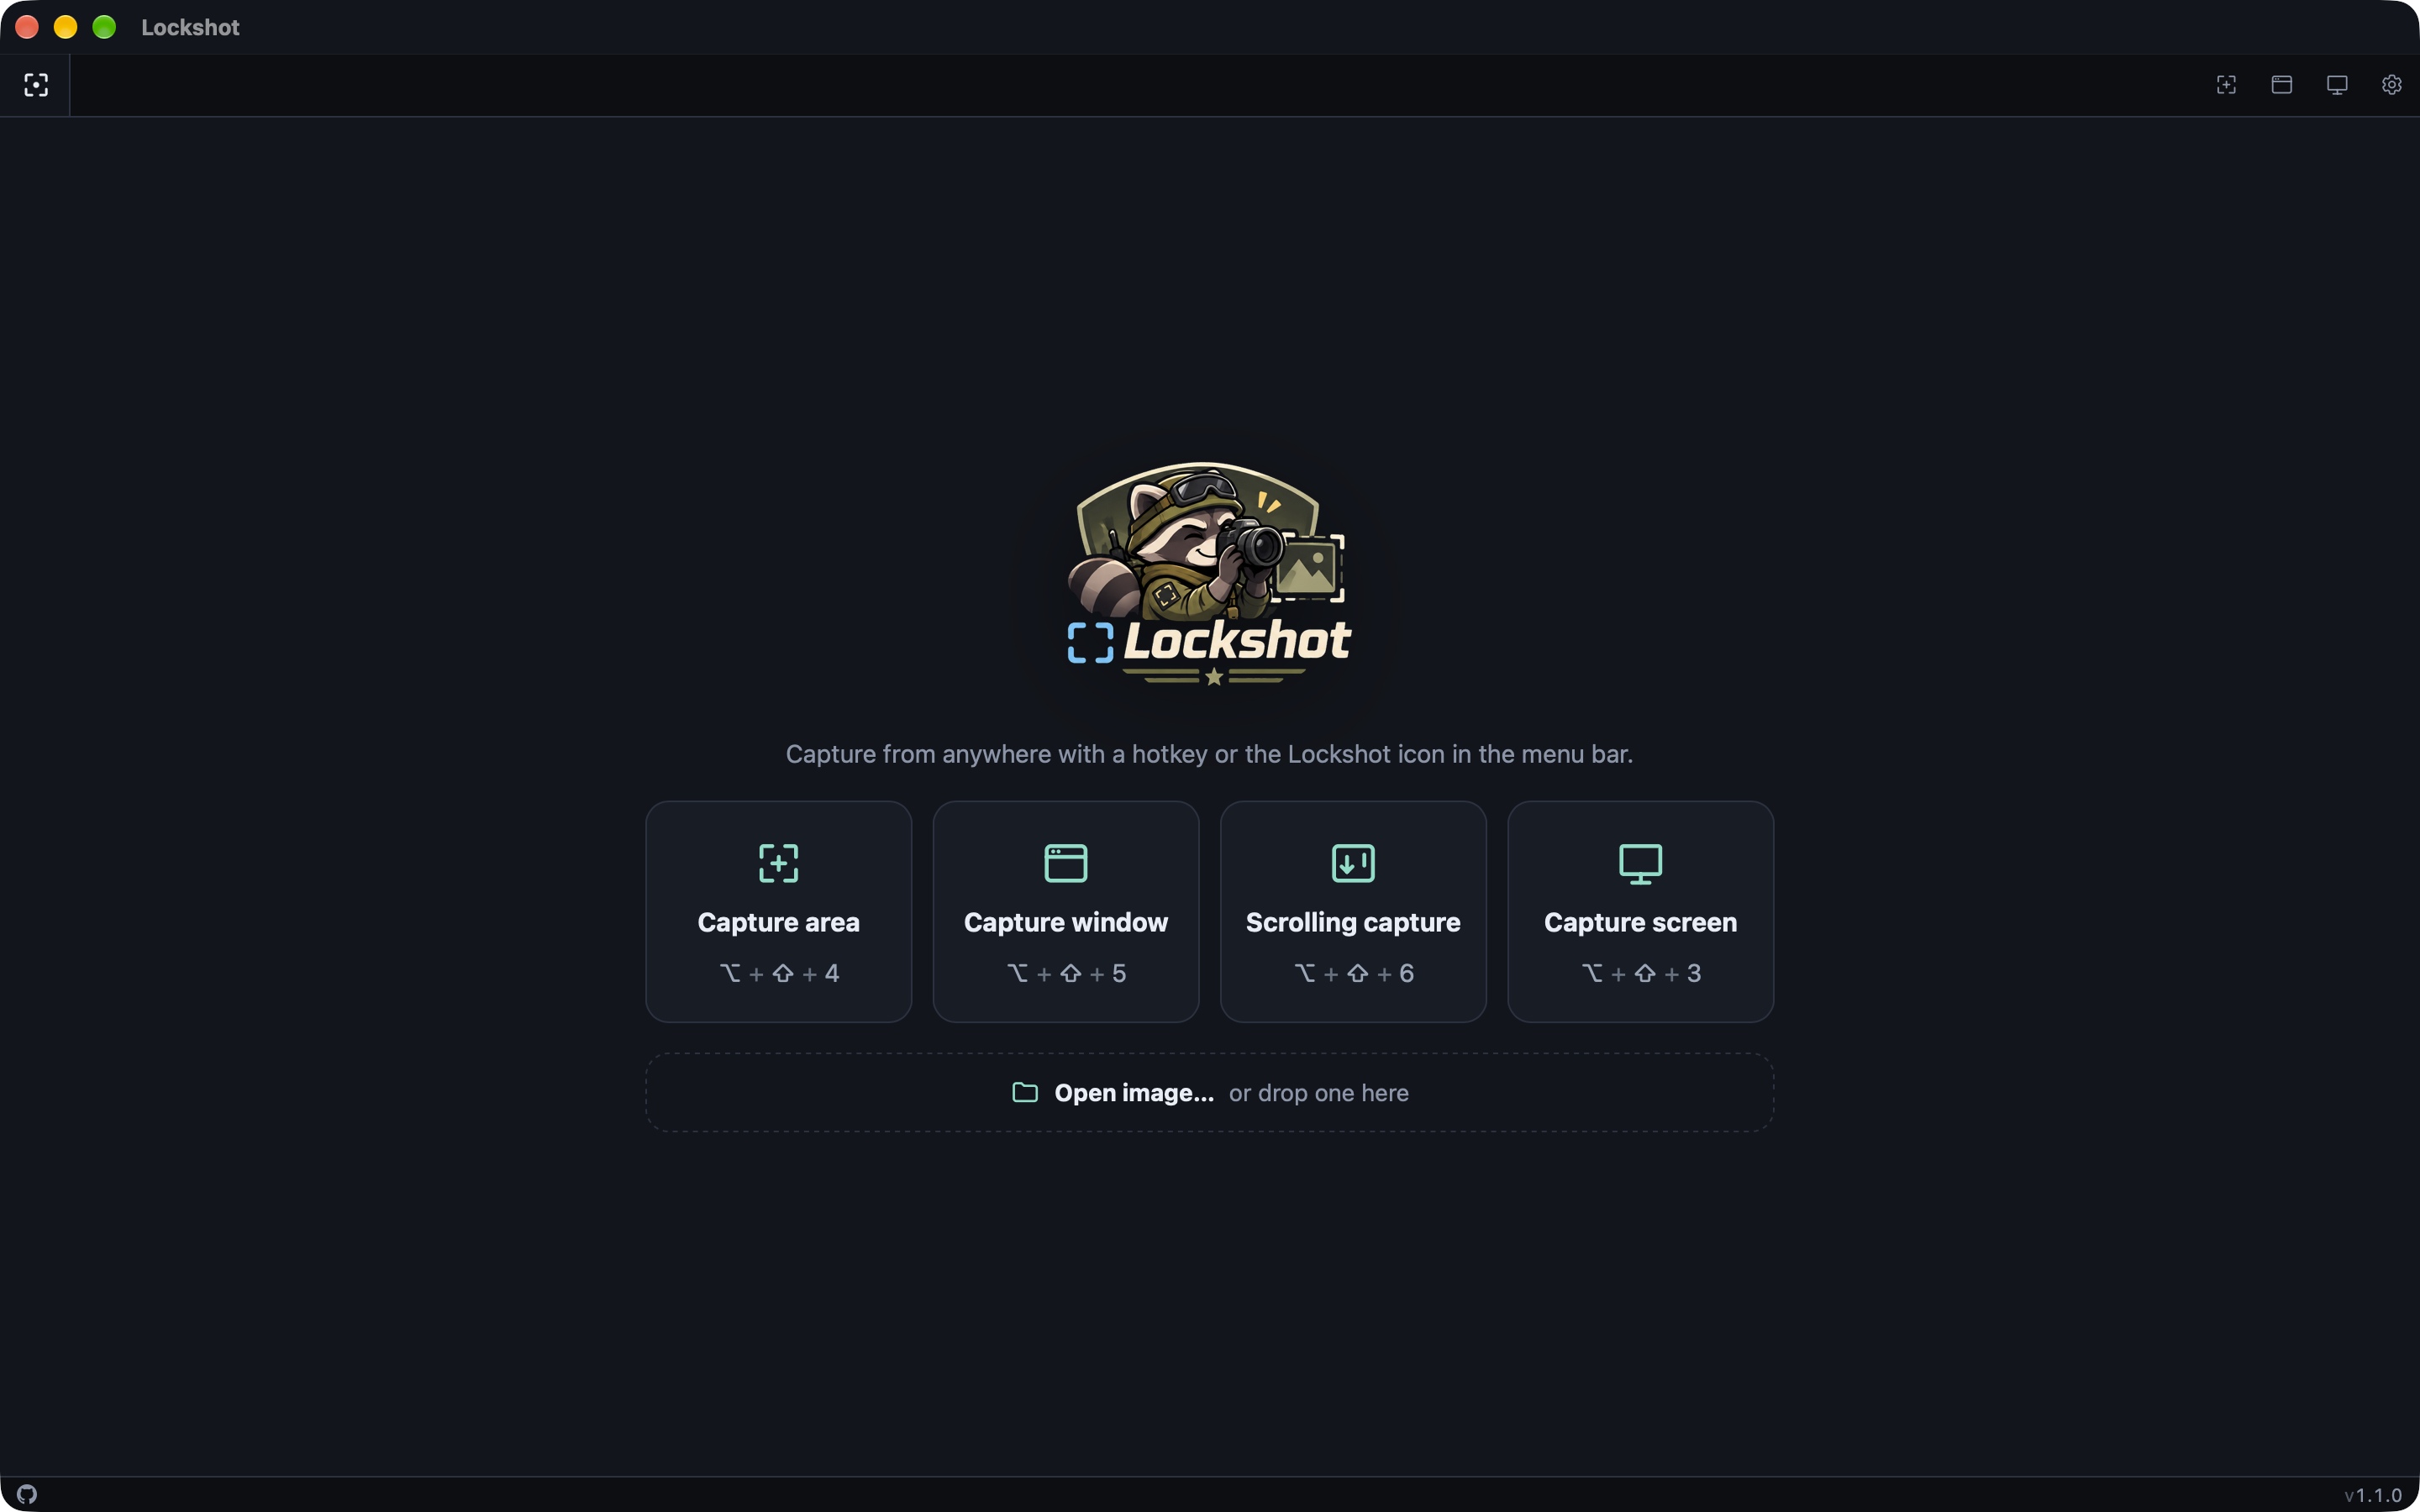 Lockshot
Lockshot
Capture from anywhere with a hotkey or the Lockshot icon in the menu bar.
Capture area
⌥ + ⇧ + 4
Capture window
⌥ + ⇧ + 5
Scrolling capture
⌥ + ⇧ + 6
Capture screen
⌥ + ⇧ + 3
Open image... or drop one here
v1.1.0